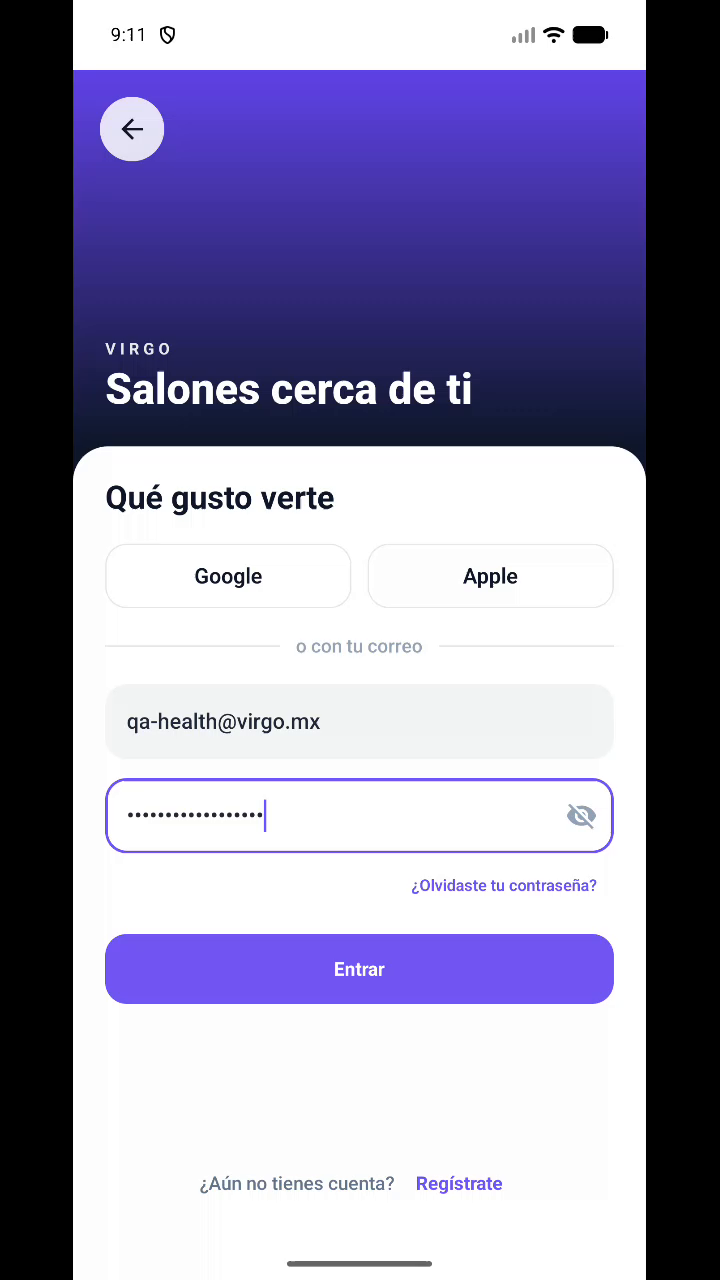 9:11
VIRGO
Salones cerca de ti
Qué gusto verte
Google
Apple
o con tu correo
qa-health@virgo.mx
••••••••••••••••••
¿Olvidaste tu contraseña?
Entrar
¿Aún no tienes cuenta? Regístrate